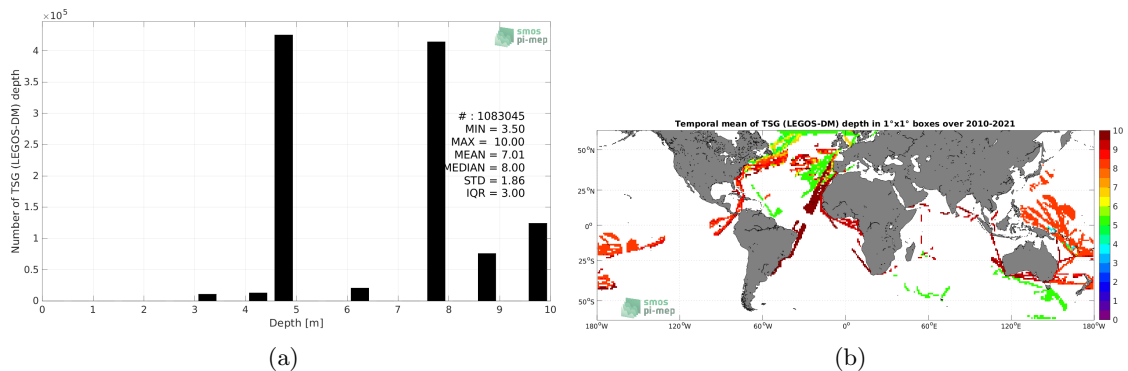 ×10⁵
smos
pi-mep
4
3.5
3
2.5
2
1.5
1
0.5
0
Number of TSG (LEGOS-DM) depth
# : 1083045
MIN = 3.50
MAX = 10.00
MEAN = 7.01
MEDIAN = 8.00
STD = 1.86
IQR = 3.00
0 1 2 3 4 5 6 7 8 9 10
Depth [m]
(a)
Temporal mean of TSG (LEGOS-DM) depth in 1°x1° boxes over 2010-2021
50°N
25°N
0°
25°S
50°S
smos
pi-mep
180°W 120°W 60°W 0° 60°E 120°E 180°W
10
9
8
7
6
5
4
3
2
1
0
(b)